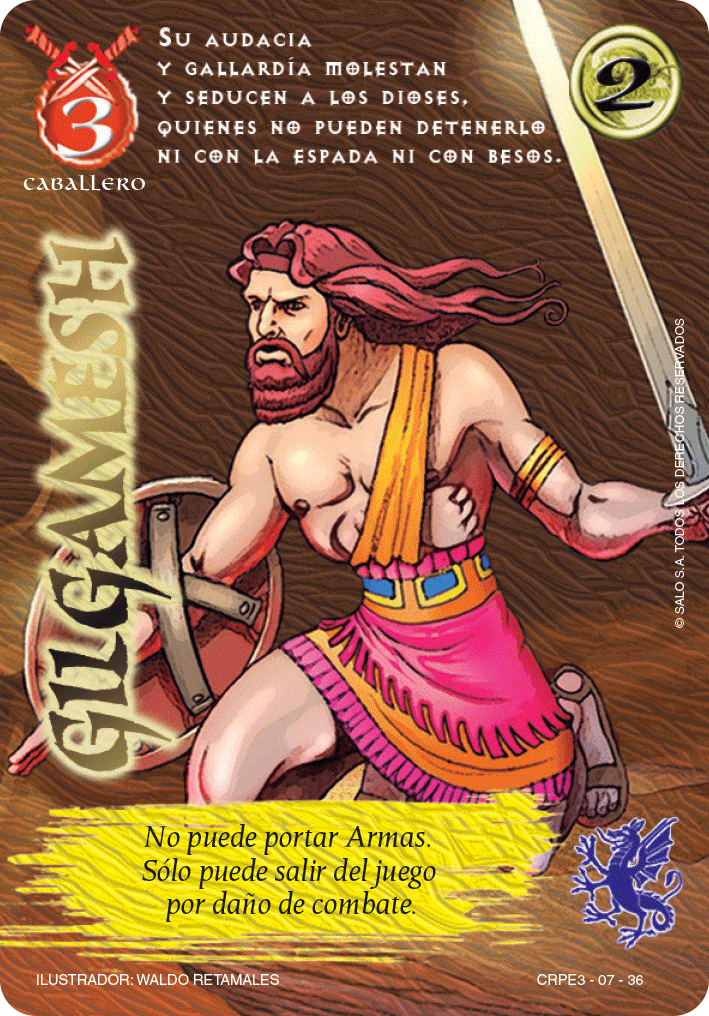 Su audacia
y gallardía molestan
y seducen a los dioses,
quienes no pueden detenerlo
ni con la espada ni con besos.
3
2
caballero
GILGAMESH
© SALO S.A. TODOS LOS DERECHOS RESERVADOS
No puede portar Armas.
Sólo puede salir del juego
por daño de combate.
ILUSTRADOR: WALDO RETAMALES
CRPE3 - 07 - 36